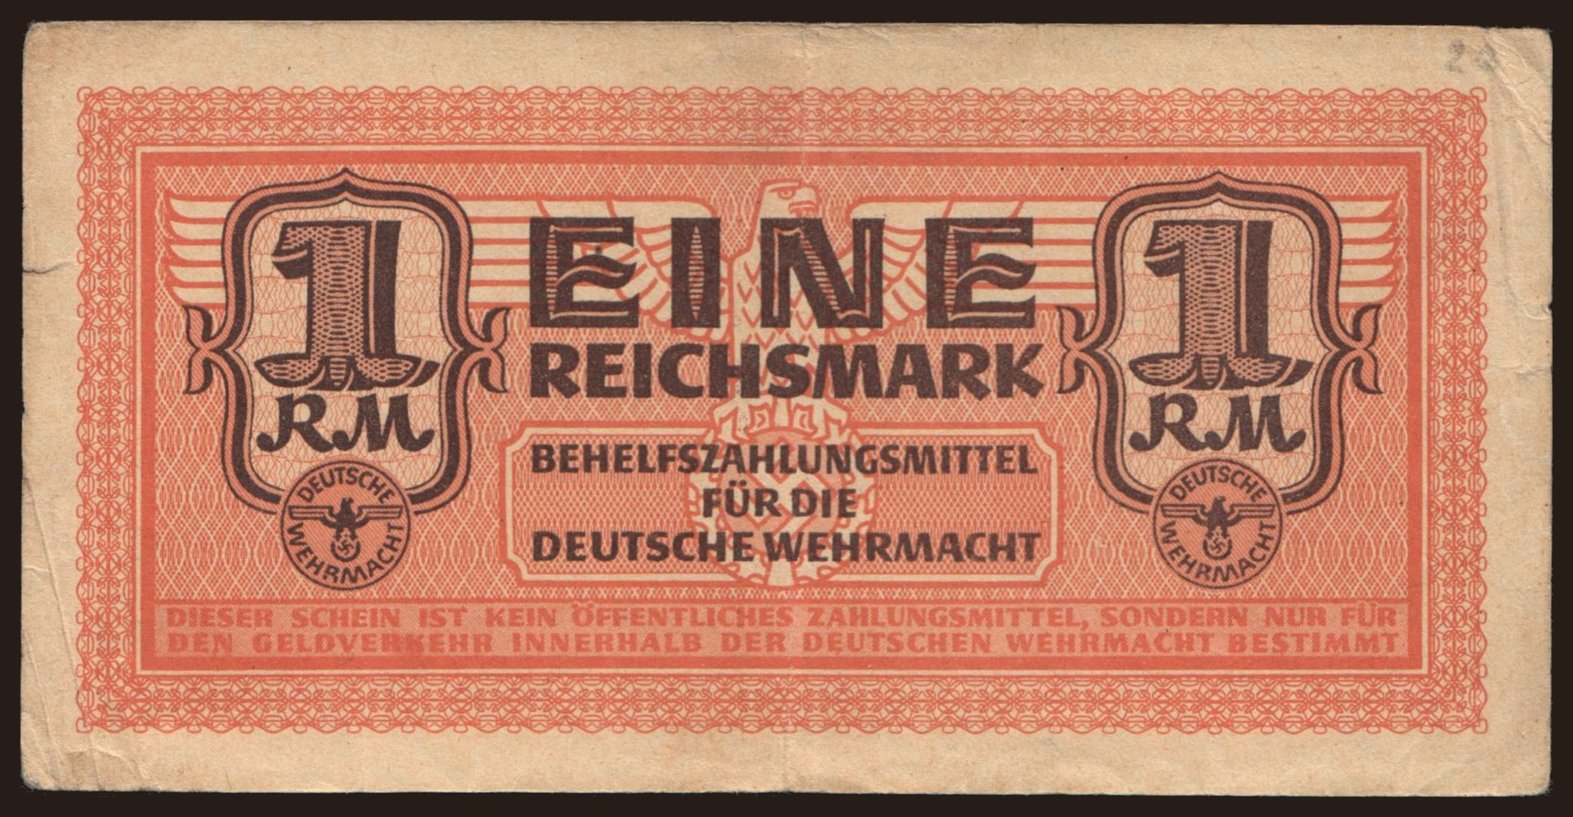 1
RM
DEUTSCHE
WEHRMACHT
EINE
REICHSMARK
BEHELFSZAHLUNGSMITTEL
FÜR DIE
DEUTSCHE WEHRMACHT
1
RM
DEUTSCHE
WEHRMACHT
DIESER SCHEIN IST KEIN ÖFFENTLICHES ZAHLUNGSMITTEL, SONDERN NUR FÜR
DEN GELDVERKEHR INNERHALB DER DEUTSCHEN WEHRMACHT BESTIMMT